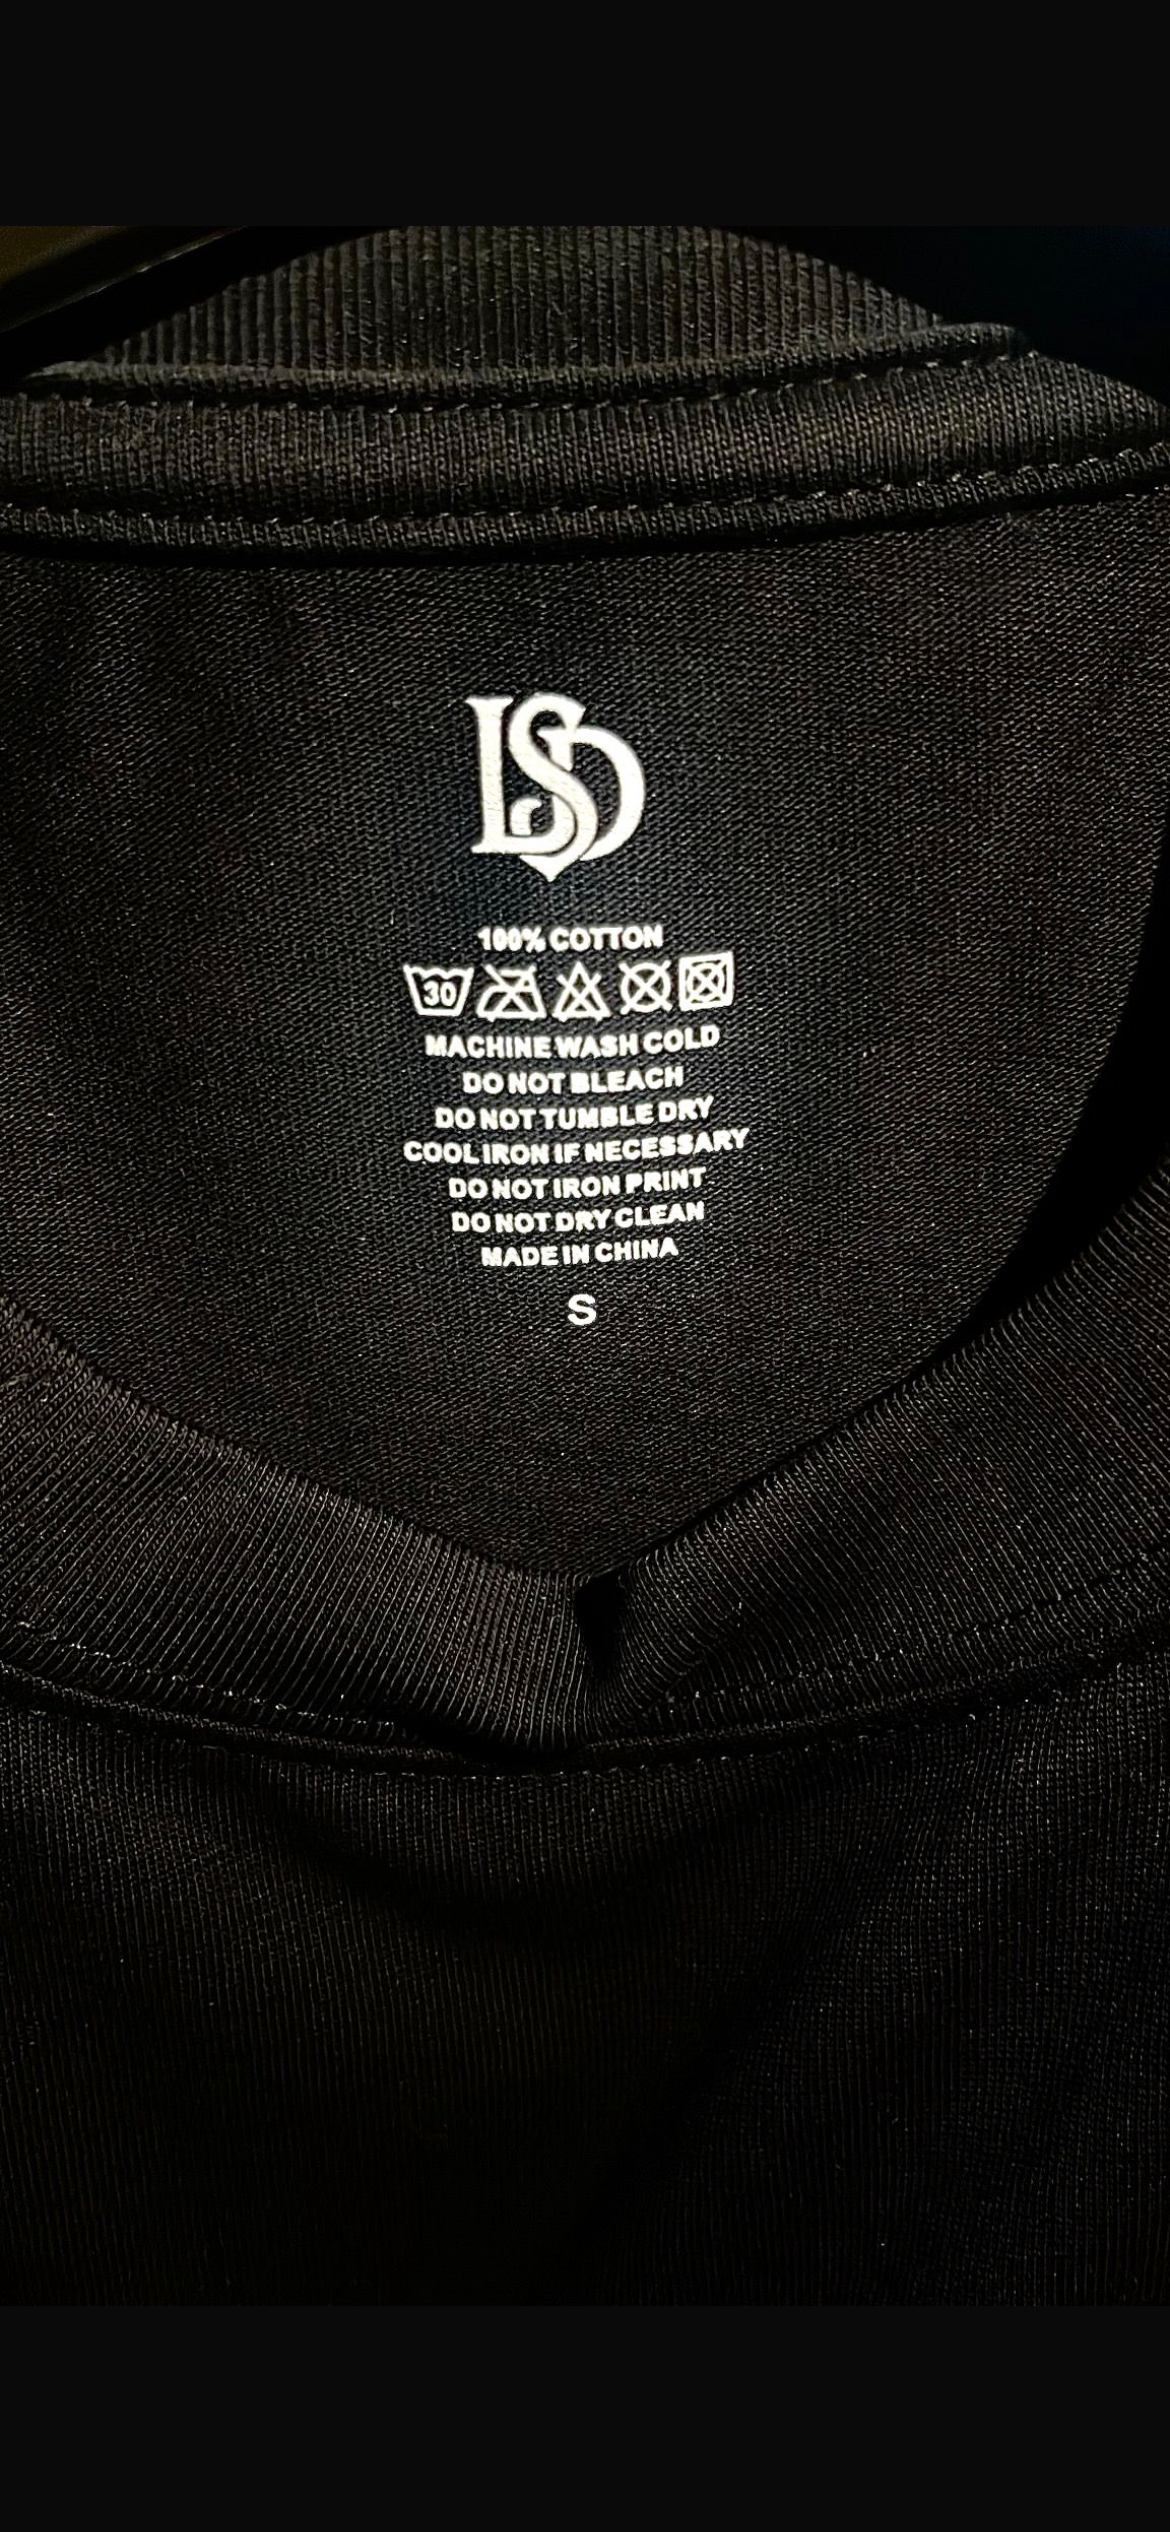 LSD
100% COTTON
30
MACHINE WASH COLD
DO NOT BLEACH
DO NOT TUMBLE DRY
COOL IRON IF NECESSARY
DO NOT IRON PRINT
DO NOT DRY CLEAN
MADE IN CHINA
S